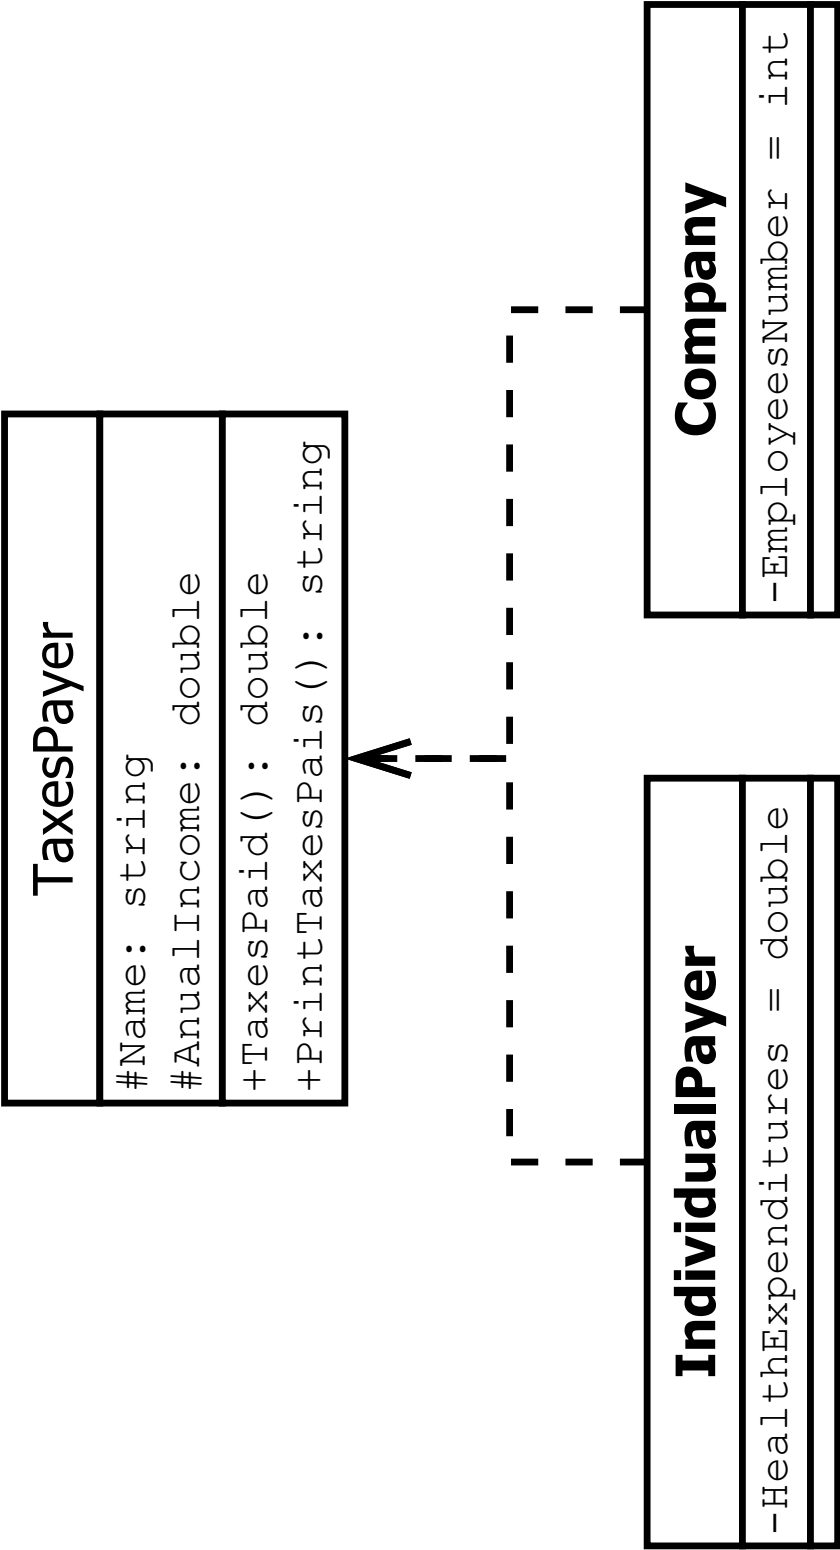 TaxesPayer
#Name: string
#AnualIncome: double
+TaxesPaid(): double
+PrintTaxesPais(): string
IndividualPayer
-HealthExpenditures = double
Company
-EmployeesNumber = int